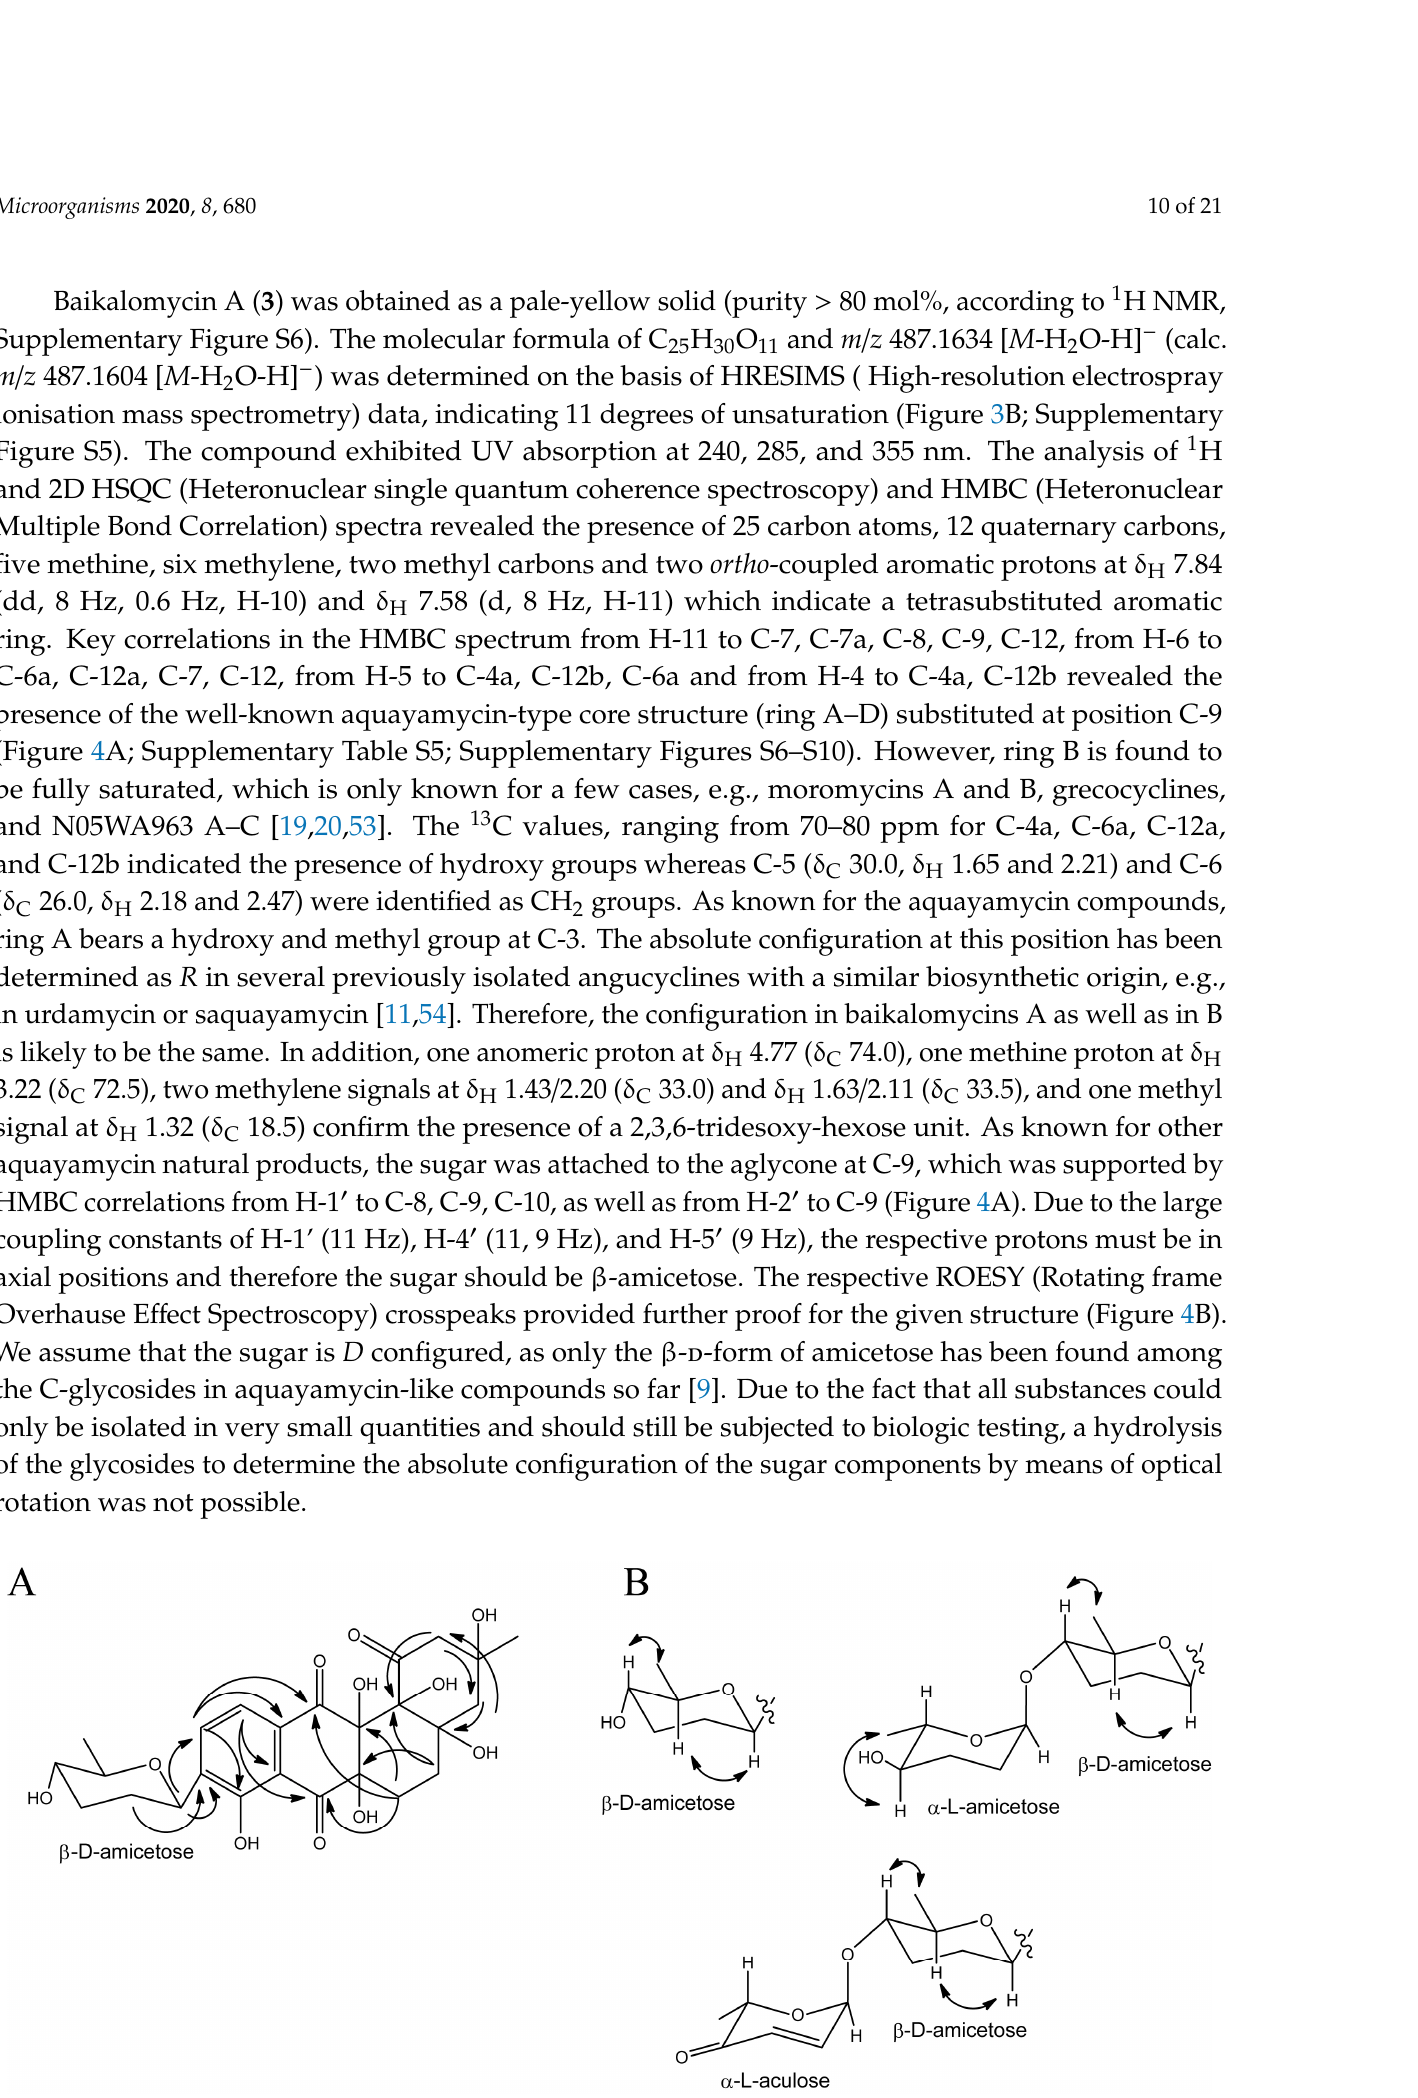 Microorganisms 2020, 8, 680 10 of 21
Baikalomycin A (3) was obtained as a pale-yellow solid (purity > 80 mol%, according to ¹H NMR,
Supplementary Figure S6). The molecular formula of C₂₅H₃₀O₁₁ and m/z 487.1634 [M-H₂O-H]⁻ (calc.
m/z 487.1604 [M-H₂O-H]⁻) was determined on the basis of HRESIMS ( High-resolution electrospray
ionisation mass spectrometry) data, indicating 11 degrees of unsaturation (Figure 3B; Supplementary
Figure S5). The compound exhibited UV absorption at 240, 285, and 355 nm. The analysis of ¹H
and 2D HSQC (Heteronuclear single quantum coherence spectroscopy) and HMBC (Heteronuclear
Multiple Bond Correlation) spectra revealed the presence of 25 carbon atoms, 12 quaternary carbons,
five methine, six methylene, two methyl carbons and two ortho-coupled aromatic protons at δH 7.84
(dd, 8 Hz, 0.6 Hz, H-10) and δH 7.58 (d, 8 Hz, H-11) which indicate a tetrasubstituted aromatic
ring. Key correlations in the HMBC spectrum from H-11 to C-7, C-7a, C-8, C-9, C-12, from H-6 to
C-6a, C-12a, C-7, C-12, from H-5 to C-4a, C-12b, C-6a and from H-4 to C-4a, C-12b revealed the
presence of the well-known aquayamycin-type core structure (ring A–D) substituted at position C-9
(Figure 4A; Supplementary Table S5; Supplementary Figures S6–S10). However, ring B is found to
be fully saturated, which is only known for a few cases, e.g., moromycins A and B, grecocyclines,
and N05WA963 A–C [19,20,53]. The ¹³C values, ranging from 70–80 ppm for C-4a, C-6a, C-12a,
and C-12b indicated the presence of hydroxy groups whereas C-5 (δC 30.0, δH 1.65 and 2.21) and C-6
(δC 26.0, δH 2.18 and 2.47) were identified as CH₂ groups. As known for the aquayamycin compounds,
ring A bears a hydroxy and methyl group at C-3. The absolute configuration at this position has been
determined as R in several previously isolated angucyclines with a similar biosynthetic origin, e.g.,
in urdamycin or saquayamycin [11,54]. Therefore, the configuration in baikalomycins A as well as in B
is likely to be the same. In addition, one anomeric proton at δH 4.77 (δC 74.0), one methine proton at δH
3.22 (δC 72.5), two methylene signals at δH 1.43/2.20 (δC 33.0) and δH 1.63/2.11 (δC 33.5), and one methyl
signal at δH 1.32 (δC 18.5) confirm the presence of a 2,3,6-tridesoxy-hexose unit. As known for other
aquayamycin natural products, the sugar was attached to the aglycone at C-9, which was supported by
HMBC correlations from H-1′ to C-8, C-9, C-10, as well as from H-2′ to C-9 (Figure 4A). Due to the large
coupling constants of H-1′ (11 Hz), H-4′ (11, 9 Hz), and H-5′ (9 Hz), the respective protons must be in
axial positions and therefore the sugar should be β-amicetose. The respective ROESY (Rotating frame
Overhause Effect Spectroscopy) crosspeaks provided further proof for the given structure (Figure 4B).
We assume that the sugar is D configured, as only the β-D-form of amicetose has been found among
the C-glycosides in aquayamycin-like compounds so far [9]. Due to the fact that all substances could
only be isolated in very small quantities and should still be subjected to biologic testing, a hydrolysis
of the glycosides to determine the absolute configuration of the sugar components by means of optical
rotation was not possible.
A
OH
O
O
OH
OH
O
OH
HO
OH
OH
O
β-D-amicetose
B
H
O
HO
H
H
β-D-amicetose
H
O
O
H
H
H
O
HO
H
H
β-D-amicetose
α-L-amicetose
H
O
O
H
H
H
O
H
β-D-amicetose
O
α-L-aculose